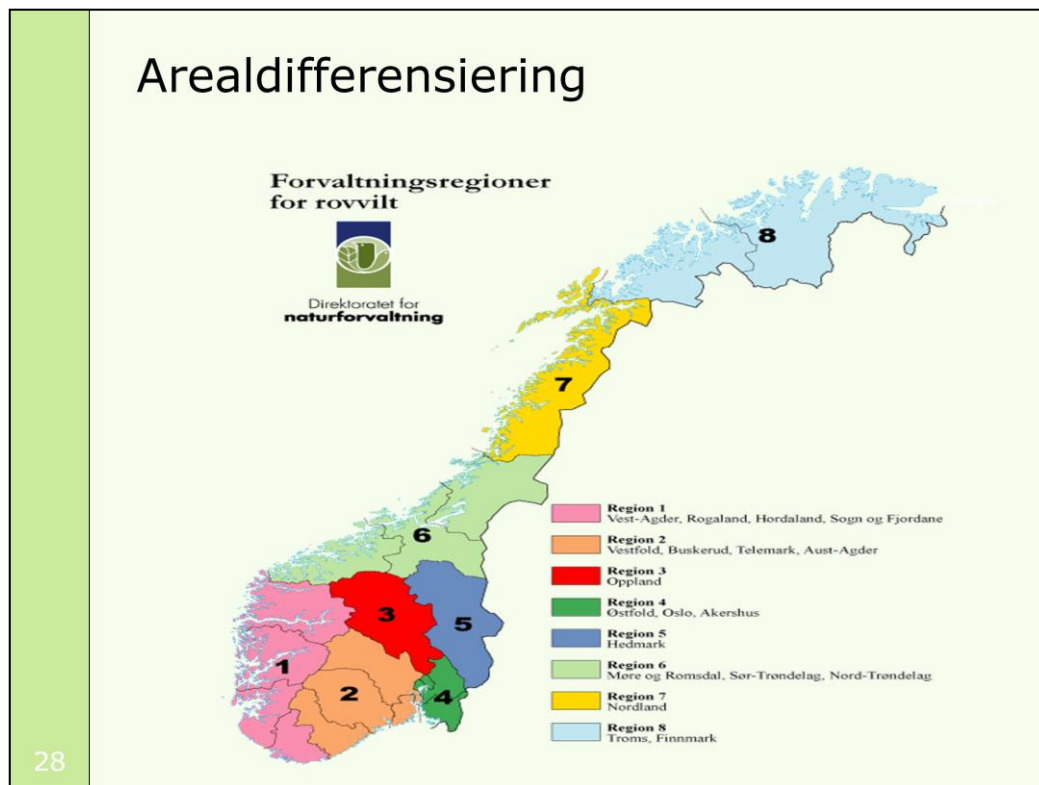 Arealdifferensiering
Forvaltningsregioner
for rovvilt
Direktoratet for
naturforvaltning
8
7
6
3
5
1
2
4
Region 1
Vest-Agder, Rogaland, Hordaland, Sogn og Fjordane
Region 2
Vestfold, Buskerud, Telemark, Aust-Agder
Region 3
Oppland
Region 4
Østfold, Oslo, Akershus
Region 5
Hedmark
Region 6
Møre og Romsdal, Sør-Trøndelag, Nord-Trøndelag
Region 7
Nordland
Region 8
Troms, Finnmark
28